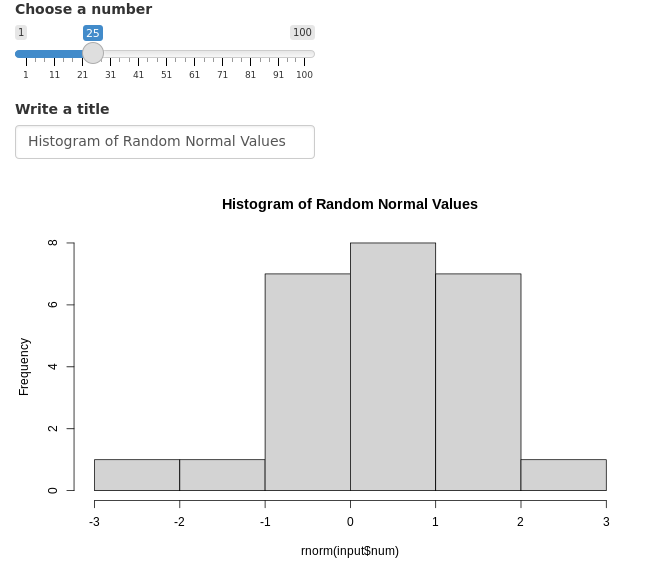 Choose a number
1 25 100
1 11 21 31 41 51 61 71 81 91 100
Write a title
Histogram of Random Normal Values
Histogram of Random Normal Values
8
6
4
2
0
Frequency
-3 -2 -1 0 1 2 3
rnorm(input$num)